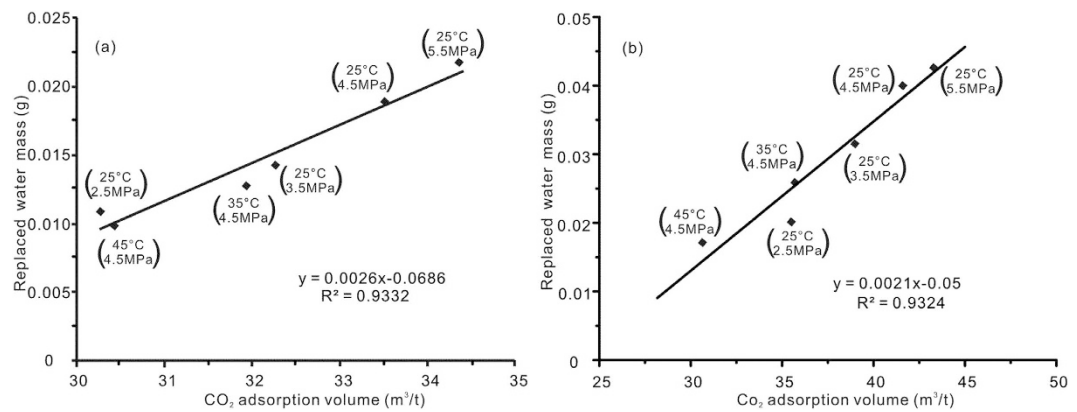 0.025
0.020
0.015
0.010
0.005
0
Replaced water mass (g)
(a)
(25°C
5.5MPa)
(25°C
4.5MPa)
(25°C
2.5MPa)
(25°C
3.5MPa)
(35°C
4.5MPa)
(45°C
4.5MPa)
y = 0.0026x-0.0686
R² = 0.9332
30 31 32 33 34 35
CO₂ adsorption volume (m³/t)
0.05
0.04
0.03
0.02
0.01
0
Replaced water mass (g)
(b)
(25°C
4.5MPa)
(25°C
5.5MPa)
(35°C
4.5MPa)
(25°C
3.5MPa)
(45°C
4.5MPa)
(25°C
2.5MPa)
y = 0.0021x-0.05
R² = 0.9324
25 30 35 40 45 50
Co₂ adsorption volume (m³/t)